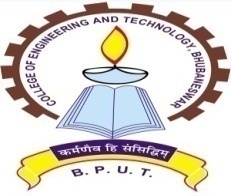 COLLEGE OF ENGINEERING AND TECHNOLOGY, BHUBANESWAR
कर्मणैव हि संसिद्धिम्
B. P. U. T.